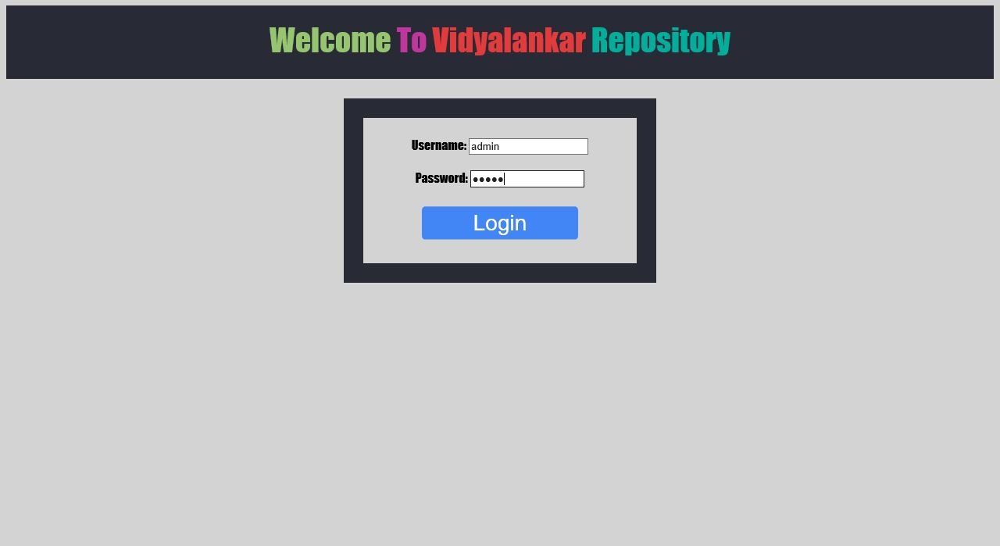 Welcome To Vidyalankar Repository
Username: admin
Password: •••••
Login